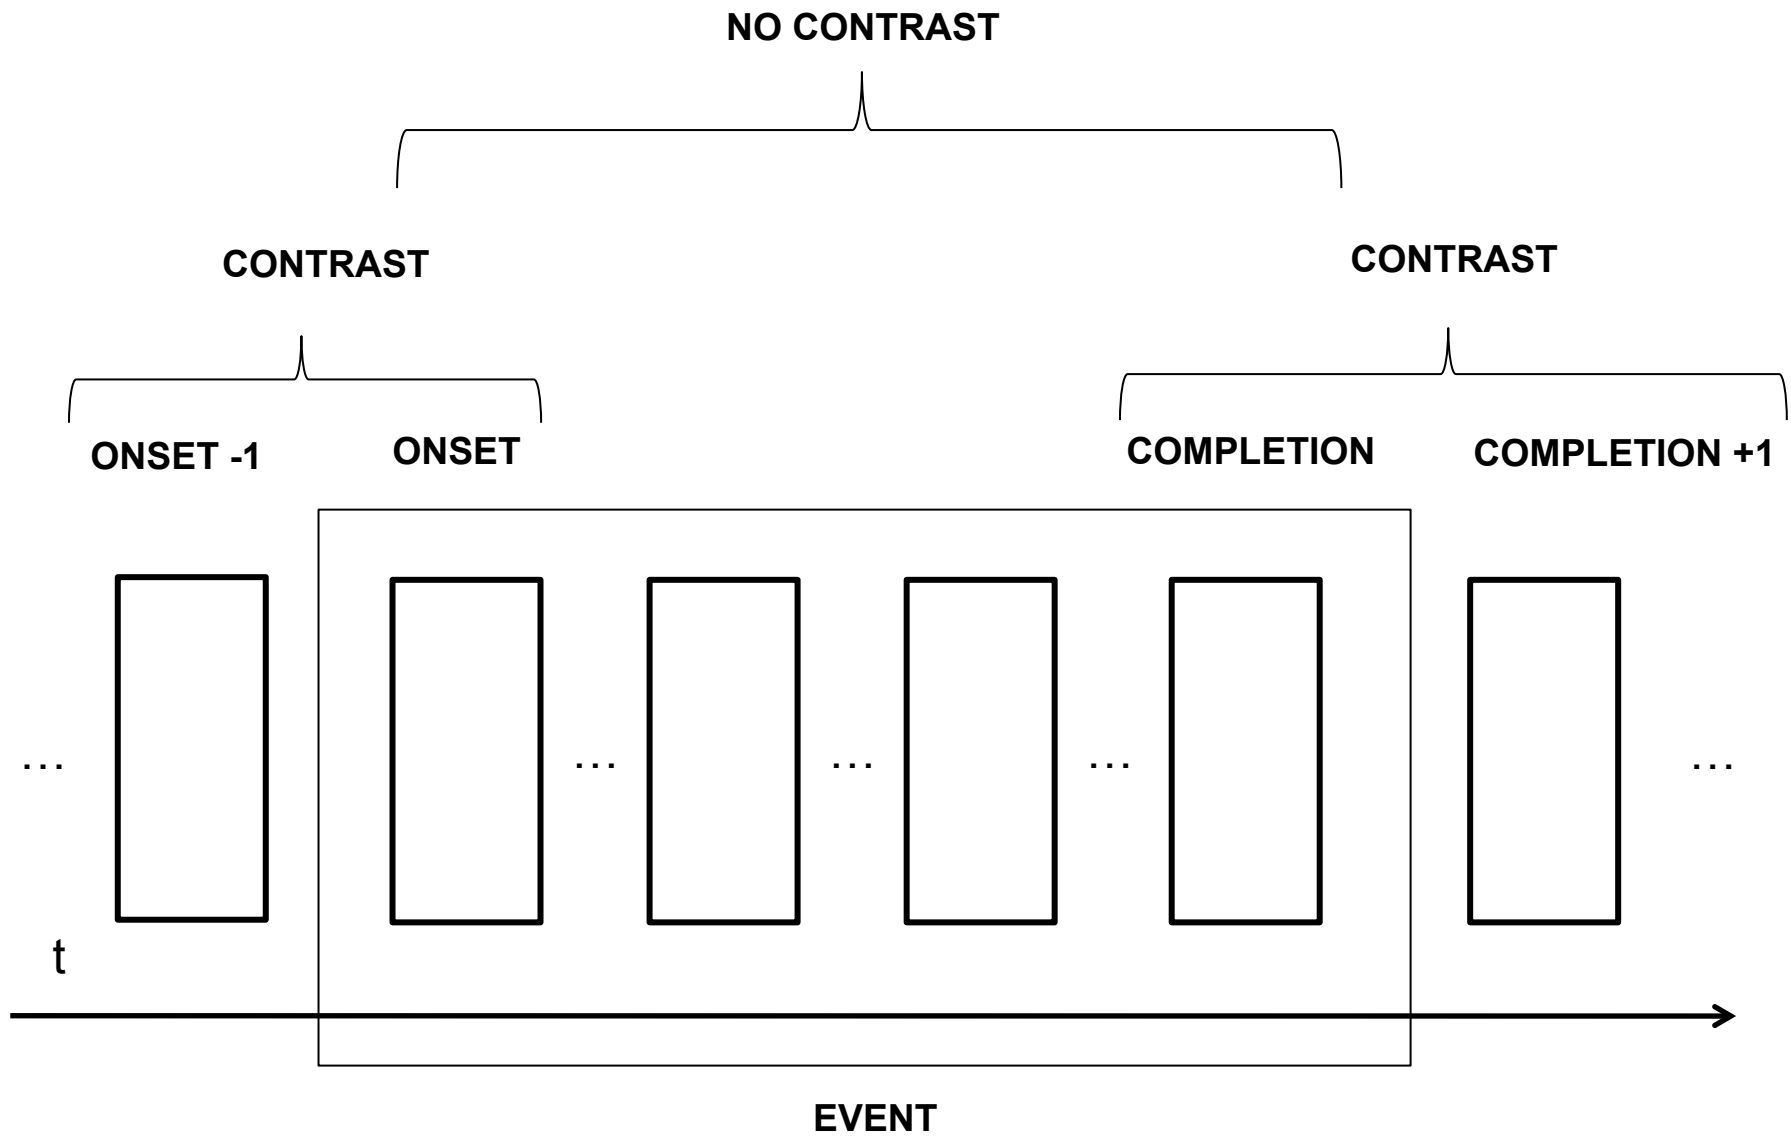 NO CONTRAST
CONTRAST
CONTRAST
ONSET -1
ONSET
COMPLETION
COMPLETION +1
...
...
...
...
...
t
EVENT